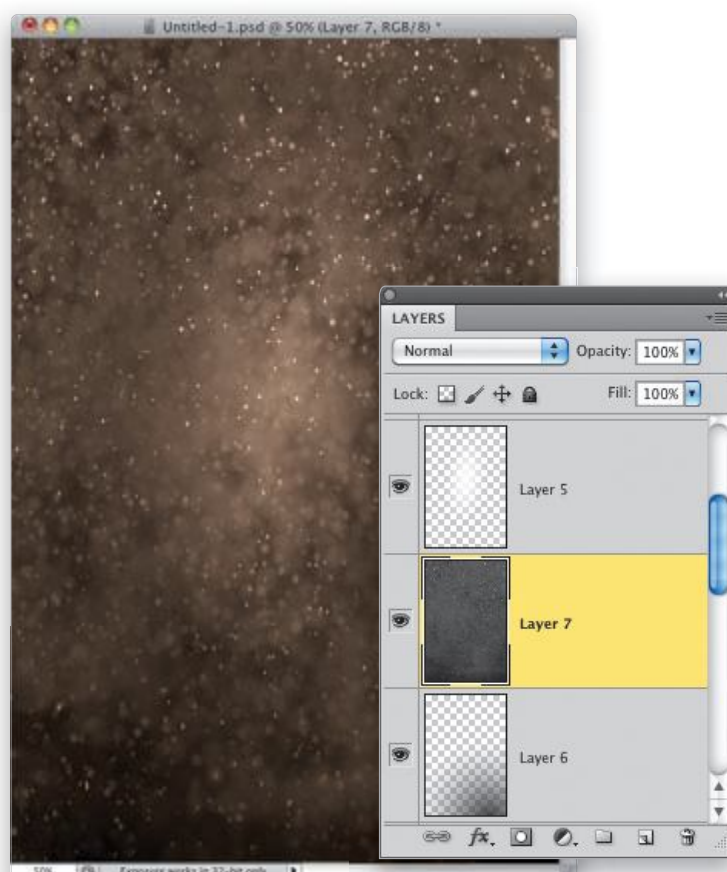 Untitled-1.psd @ 50% (Layer 7, RGB/8) *
LAYERS
Normal
Opacity: 100%
Lock:
Fill: 100%
Layer 5
Layer 7
Layer 6
fx.
50%
Exposure works in 32-bit only